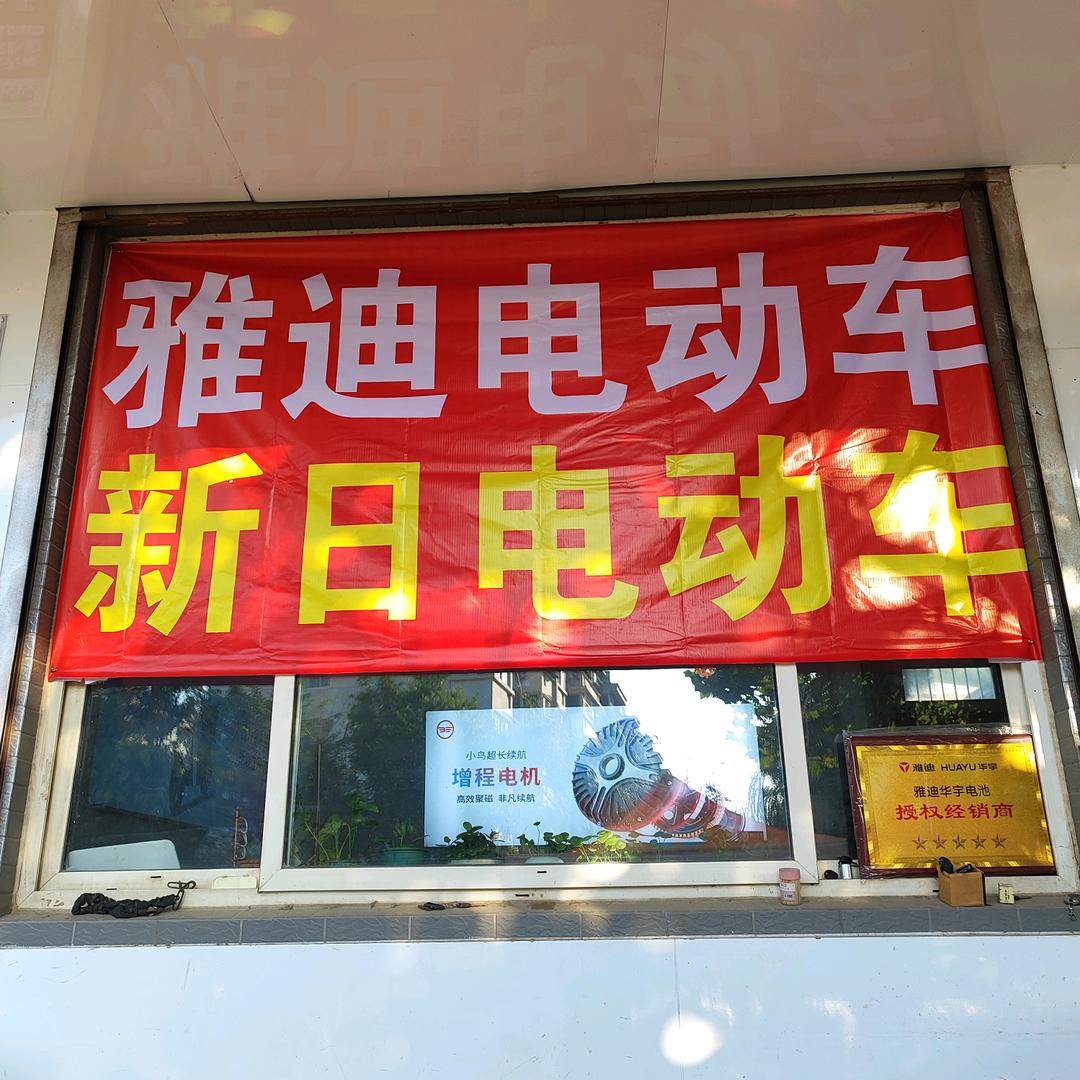 雅迪电动车
新日电动车
小鸟超长续航
增程电机
高效聚磁 非凡续航
雅迪 HUAYU 华宇
雅迪华宇电池
授权经销商